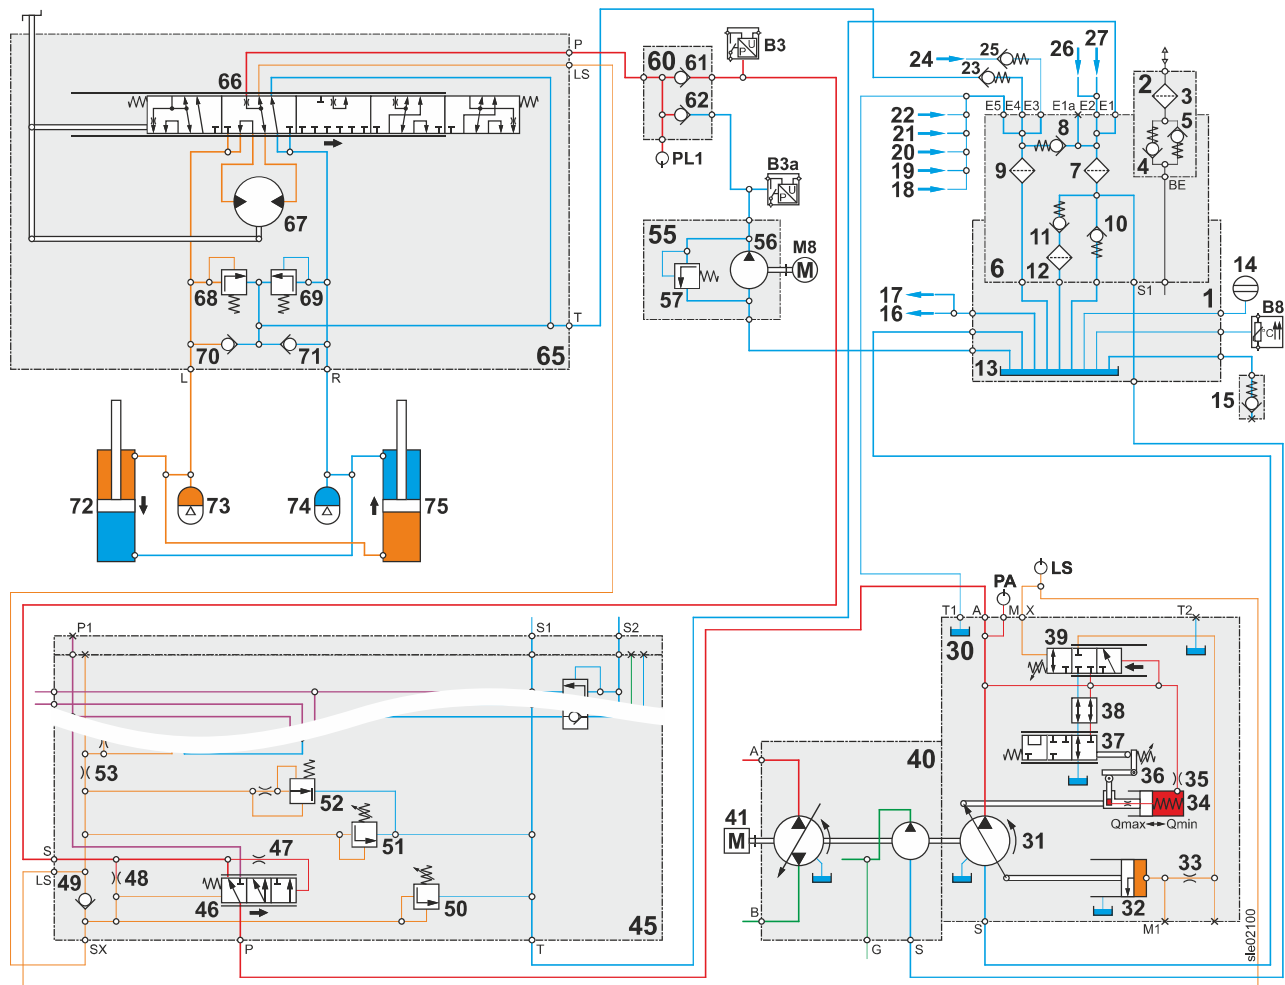 P
LS
66
67
68
69
70
71
T
L
R
65
72
73
74
75
60
61
62
PL1
P
U
B3
B3a
P
U
55
56
57
M8
M
24
25
23
26
27
22
21
20
19
18
E5
E4
E3
E1a
E2
E1
8
9
7
11
10
12
6
S1
2
3
4
5
BE
1
14
B8
°C
17
16
13
15
P1
S1
S2
53
52
51
50
47
48
49
46
S
LS
SX
P
T
45
40
A
B
41
M
G
S
LS
PA
T1
A
M
X
T2
30
39
38
37
36
35
34
Qmax
Qmin
31
33
32
S
M1
sle02100